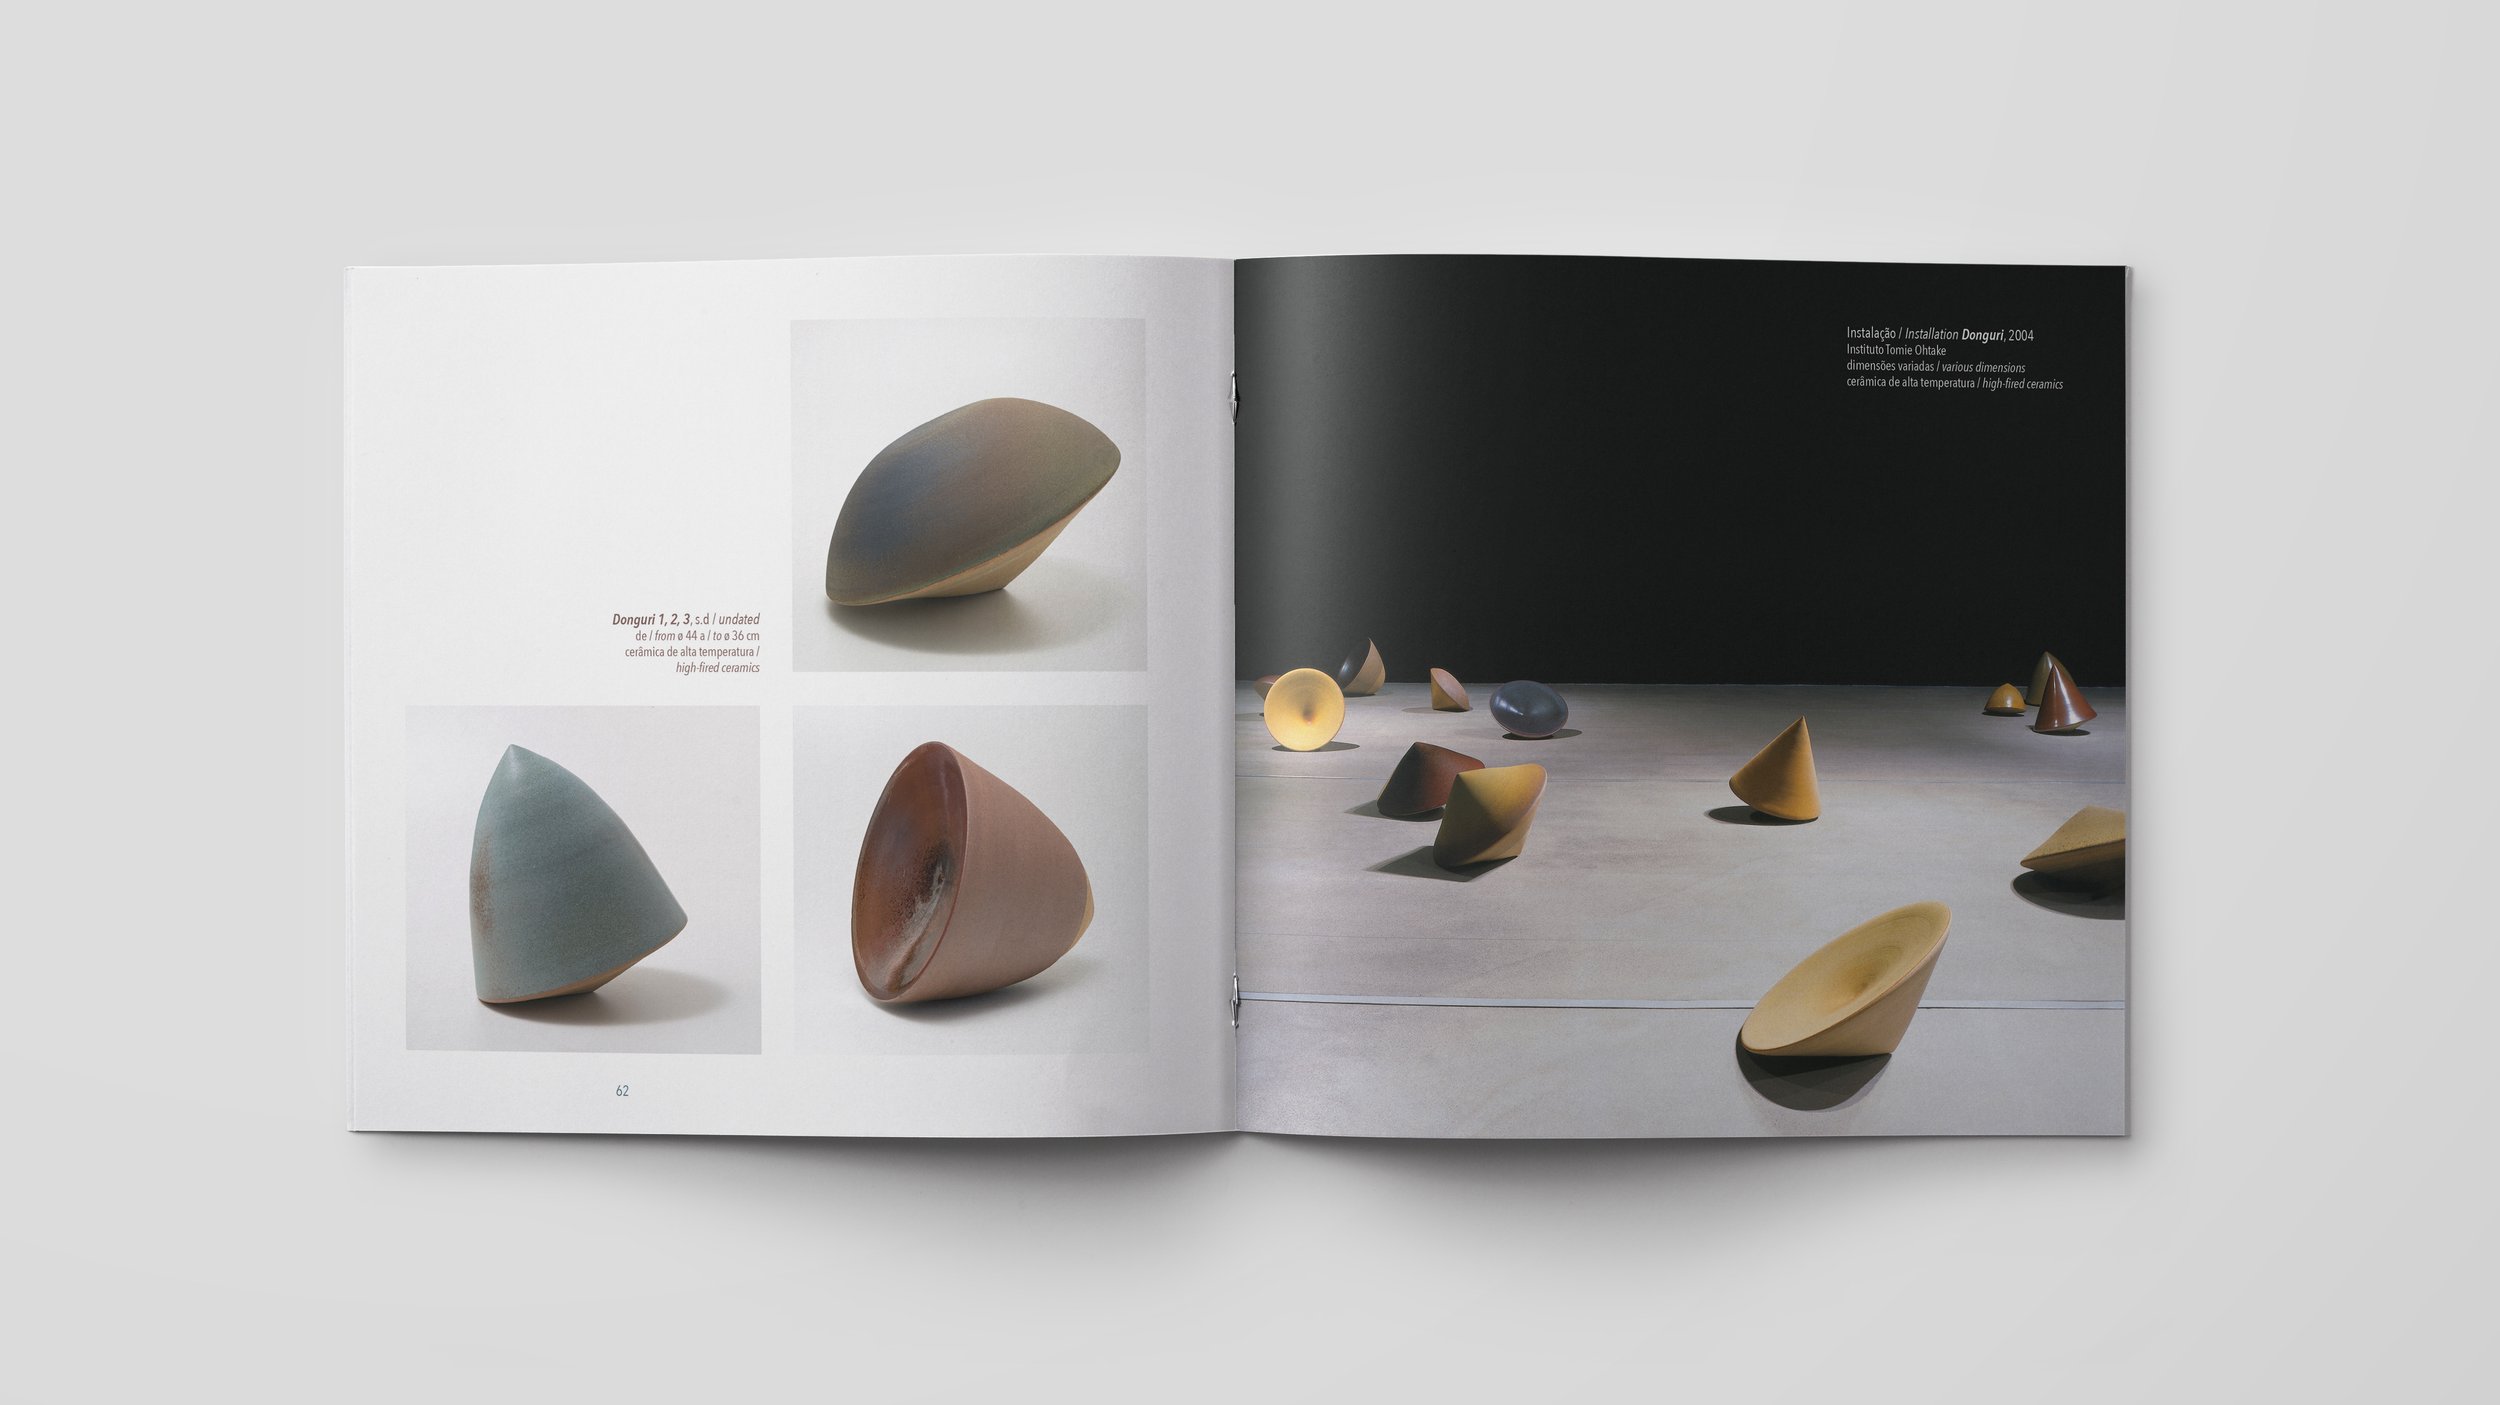 Donguri 1, 2, 3, s.d / undated
de / from ø 44 a / to ø 36 cm
cerâmica de alta temperatura /
high-fired ceramics
62
Instalação / Installation Donguri, 2004
Instituto Tomie Ohtake
dimensões variadas / various dimensions
cerâmica de alta temperatura / high-fired ceramics